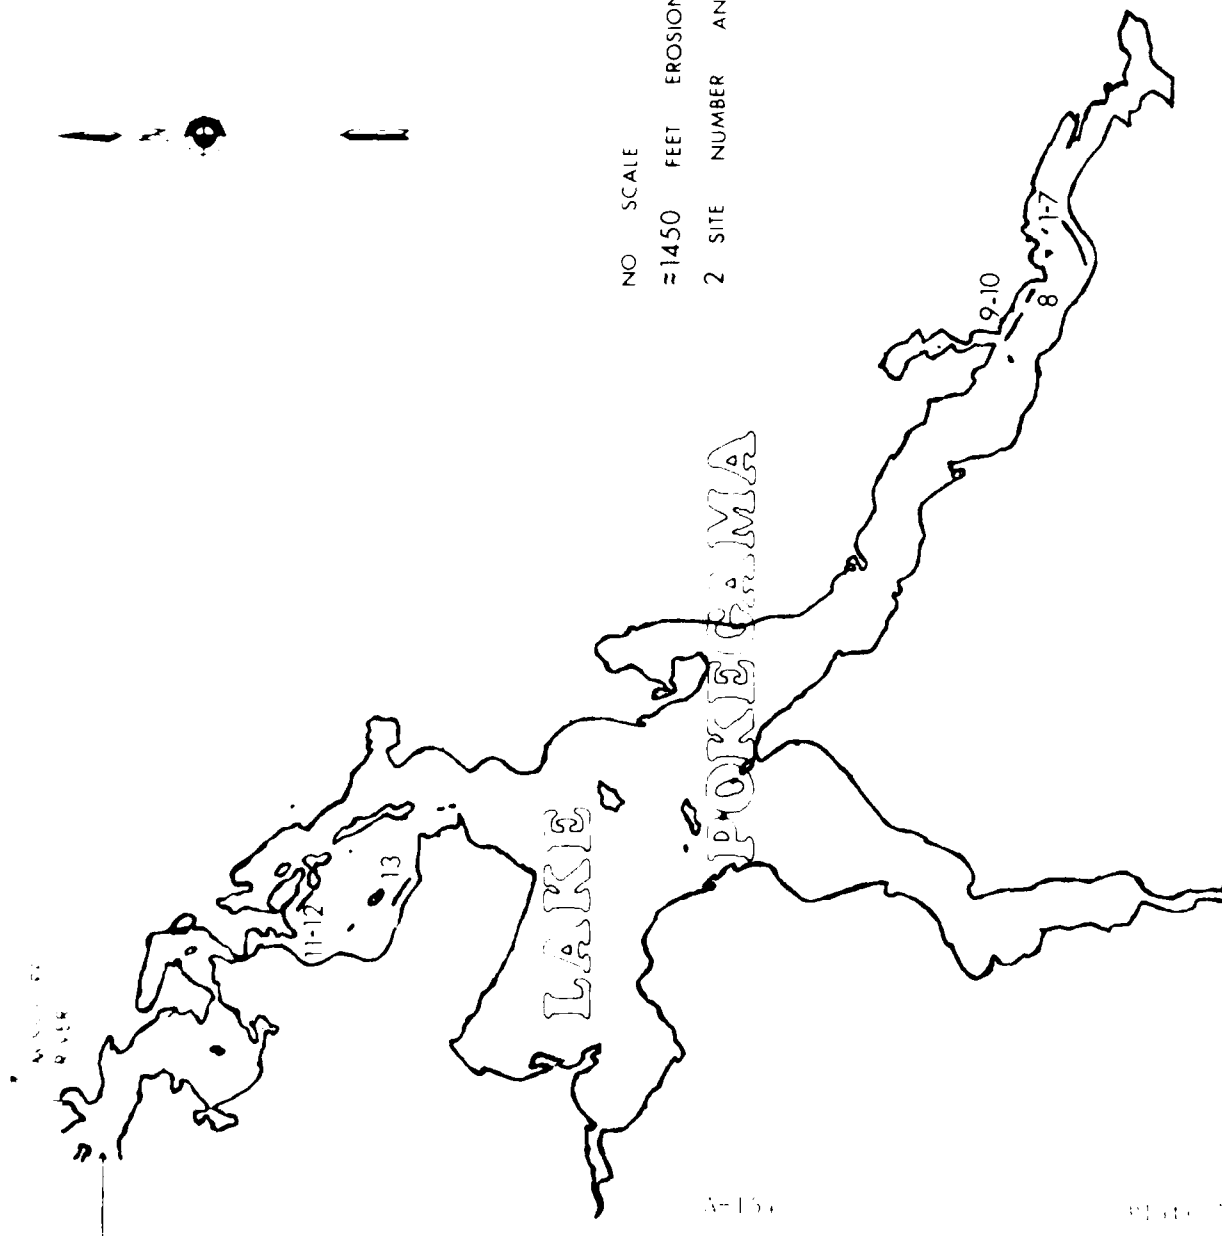 NO SCALE
≈1450 FEET EROSION
2 SITE NUMBER AN
RIVER
11-12
13
LAKE
POKEGAMA
9-10
8
1-7